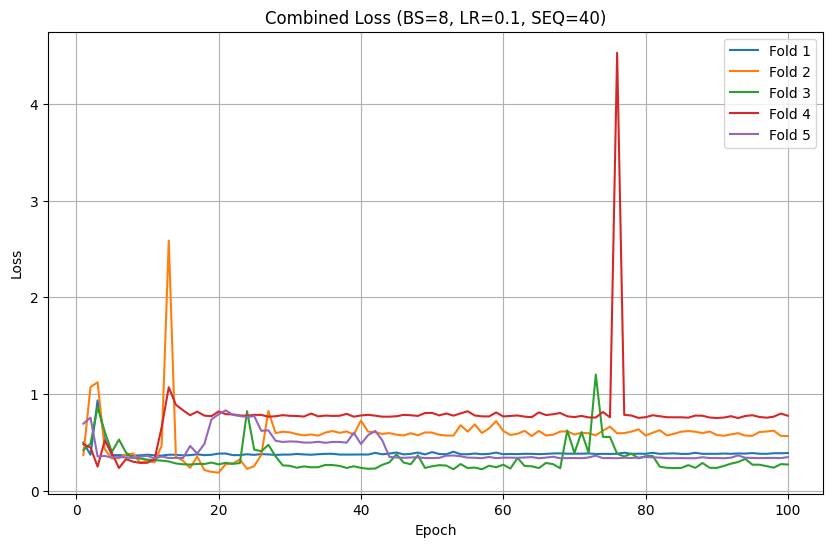 Combined Loss (BS=8, LR=0.1, SEQ=40)
Fold 1
Fold 2
Fold 3
Fold 4
Fold 5
Loss
4
3
2
1
0
0 20 40 60 80 100
Epoch